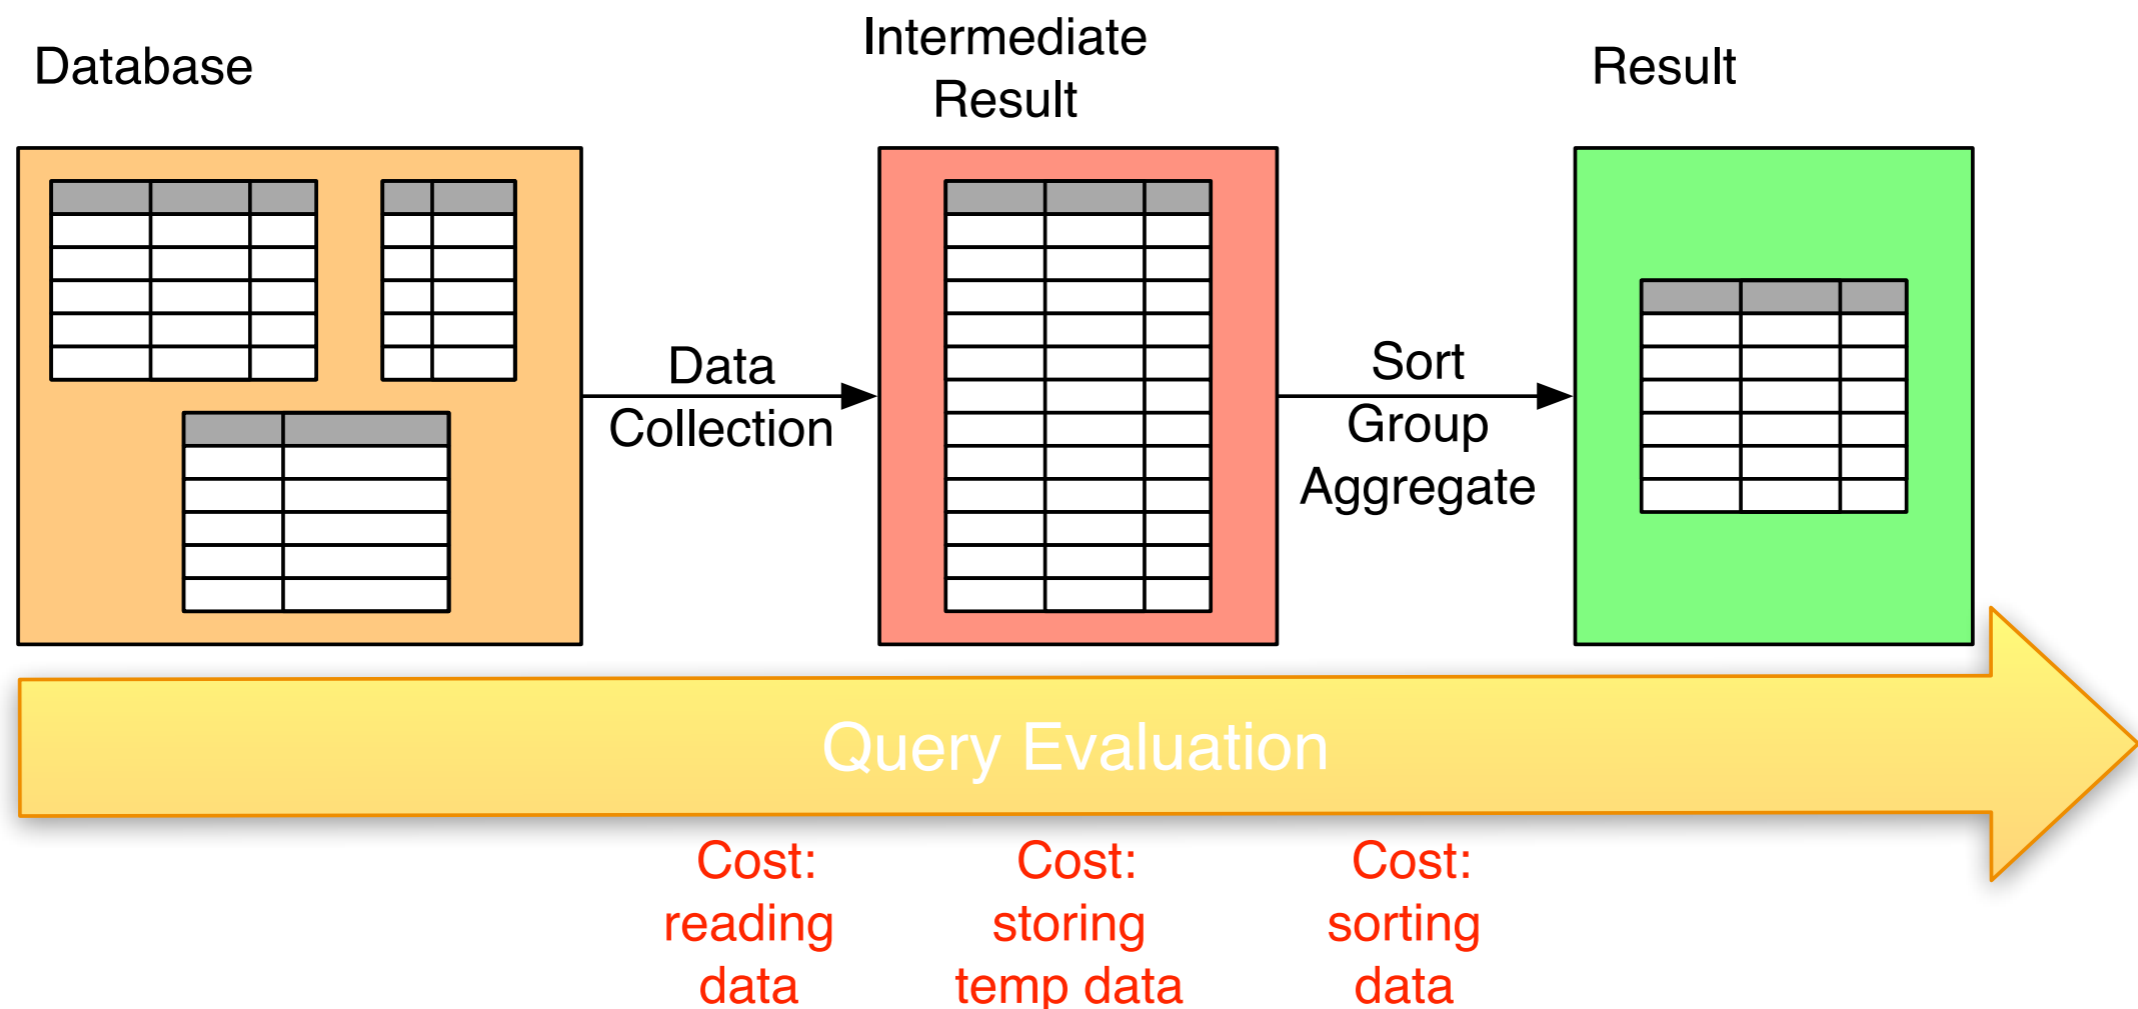 Database
Intermediate
Result
Result
Data
Collection
Sort
Group
Aggregate
Query Evaluation
Cost:
reading
data
Cost:
storing
temp data
Cost:
sorting
data